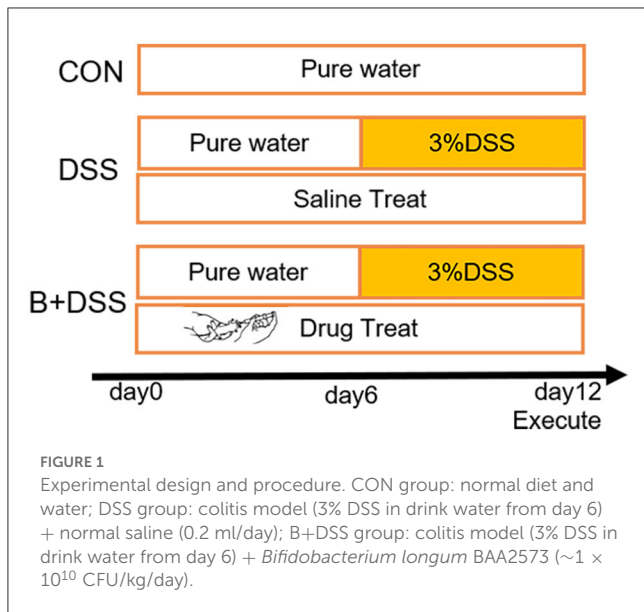 CON
Pure water
Pure water
3%DSS
DSS
Saline Treat
Pure water
3%DSS
B+DSS
Drug Treat
day0
day6
day12
Execute
FIGURE 1
Experimental design and procedure. CON group: normal diet and
water; DSS group: colitis model (3% DSS in drink water from day 6)
+ normal saline (0.2 ml/day); B+DSS group: colitis model (3% DSS in
drink water from day 6) + Bifidobacterium longum BAA2573 (~1 ×
10¹⁰ CFU/kg/day).